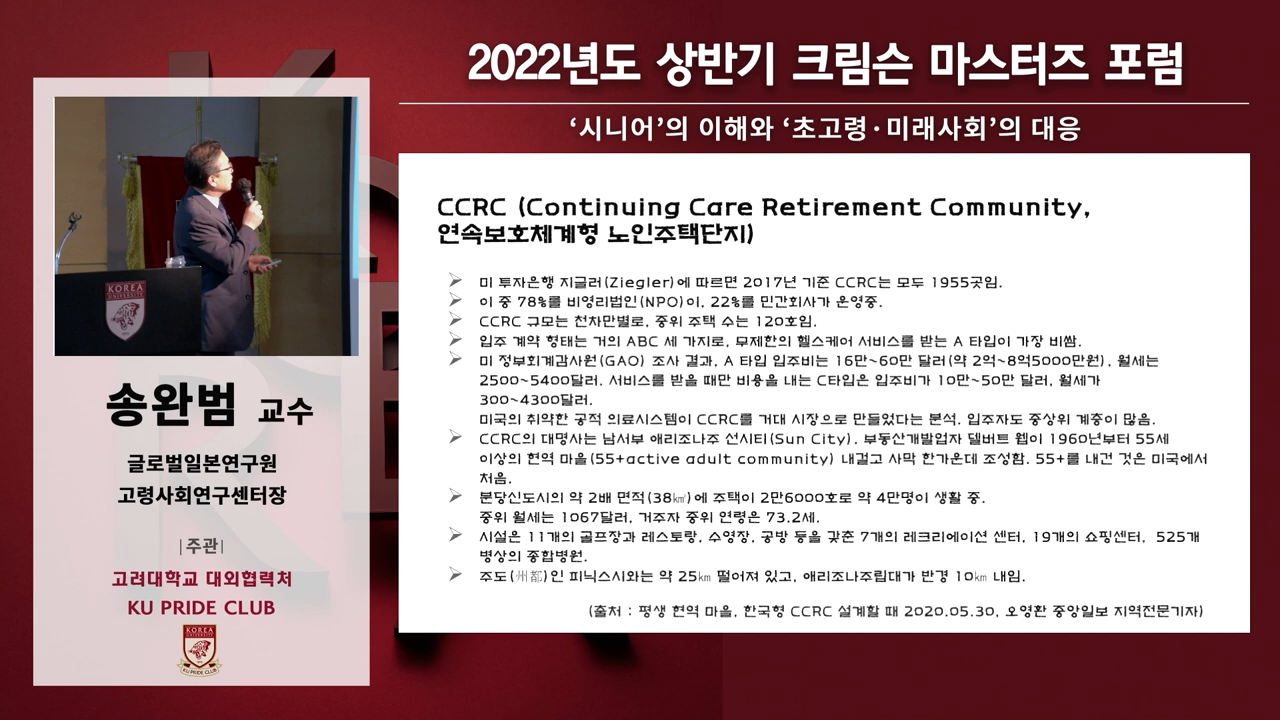 2022년도 상반기 크림슨 마스터즈 포럼
‘시니어’의 이해와 ‘초고령·미래사회’의 대응
KOREA
UNIVERSITY
송완범 교수
글로벌일본연구원
고령사회연구센터장
|주관|
고려대학교 대외협력처
KU PRIDE CLUB
KOREA
UNIVERSITY
KU PRIDE CLUB
CCRC (Continuing Care Retirement Community,
연속보호체계형 노인주택단지)
미 투자은행 지글러(Ziegler)에 따르면 2017년 기준 CCRC는 모두 1955곳임.
이 중 78%를 비영리법인(NPO)이, 22%를 민간회사가 운영중.
CCRC 규모는 천차만별로, 중위 주택 수는 120호임.
입주 계약 형태는 거의 ABC 세 가지로, 무제한의 헬스케어 서비스를 받는 A 타입이 가장 비쌈.
미 정부회계감사원(GAO) 조사 결과, A 타입 입주비는 16만~60만 달러(약 2억~8억5000만원), 월세는
2500~5400달러. 서비스를 받을 때만 비용을 내는 C타입은 입주비가 10만~50만 달러, 월세가
300~4300달러.
미국의 취약한 공적 의료시스템이 CCRC를 거대 시장으로 만들었다는 분석. 입주자도 중상위 계층이 많음.
CCRC의 대명사는 남서부 애리조나주 선시티(Sun City). 부동산개발업자 델버트 웹이 1960년부터 55세
이상의 현역 마을(55+active adult community) 내걸고 사막 한가운데 조성함. 55+를 내건 것은 미국에서
처음.
분당신도시의 약 2배 면적(38㎢)에 주택이 2만6000호로 약 4만명이 생활 중.
중위 월세는 1067달러, 거주자 중위 연령은 73.2세.
시설은 11개의 골프장과 레스토랑, 수영장, 공방 등을 갖춘 7개의 레크리에이션 센터, 19개의 쇼핑센터, 525개
병상의 종합병원.
주도(州都)인 피닉스시와는 약 25㎞ 떨어져 있고, 애리조나주립대가 반경 10㎞ 내임.
(출처 : 평생 현역 마을, 한국형 CCRC 설계할 때 2020.05.30, 오영환 중앙일보 지역전문기자)